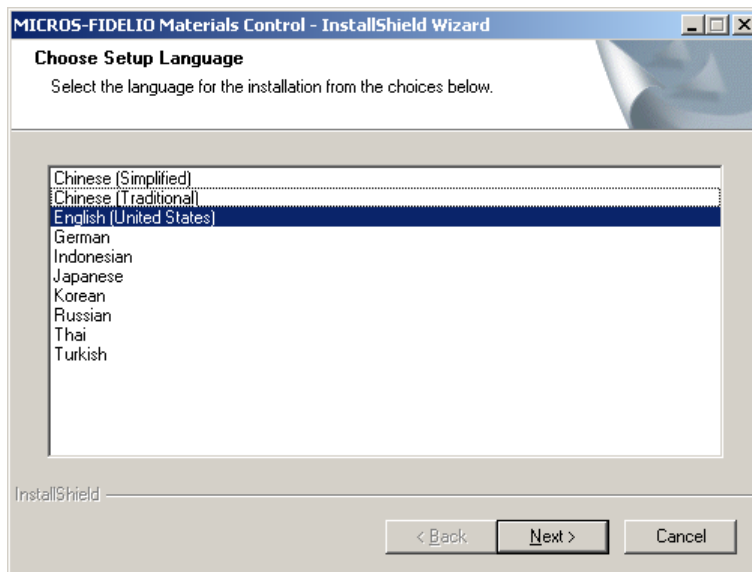 MICROS-FIDELIO Materials Control - InstallShield Wizard
Choose Setup Language
Select the language for the installation from the choices below.
Chinese (Simplified)
Chinese (Traditional)
English (United States)
German
Indonesian
Japanese
Korean
Russian
Thai
Turkish
InstallShield
< Back
Next >
Cancel